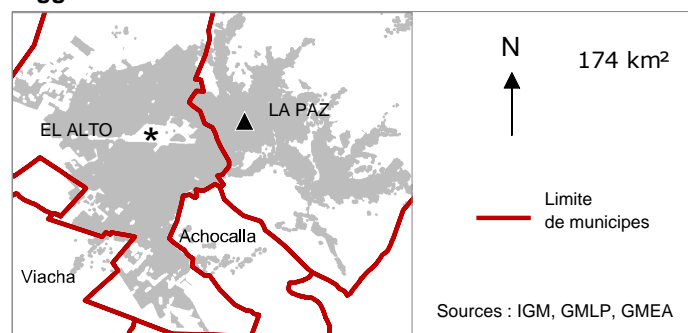 N
174 km²
LA PAZ
EL ALTO
*
Achocalla
Viacha
Limite
de municipes
Sources : IGM, GMLP, GMEA